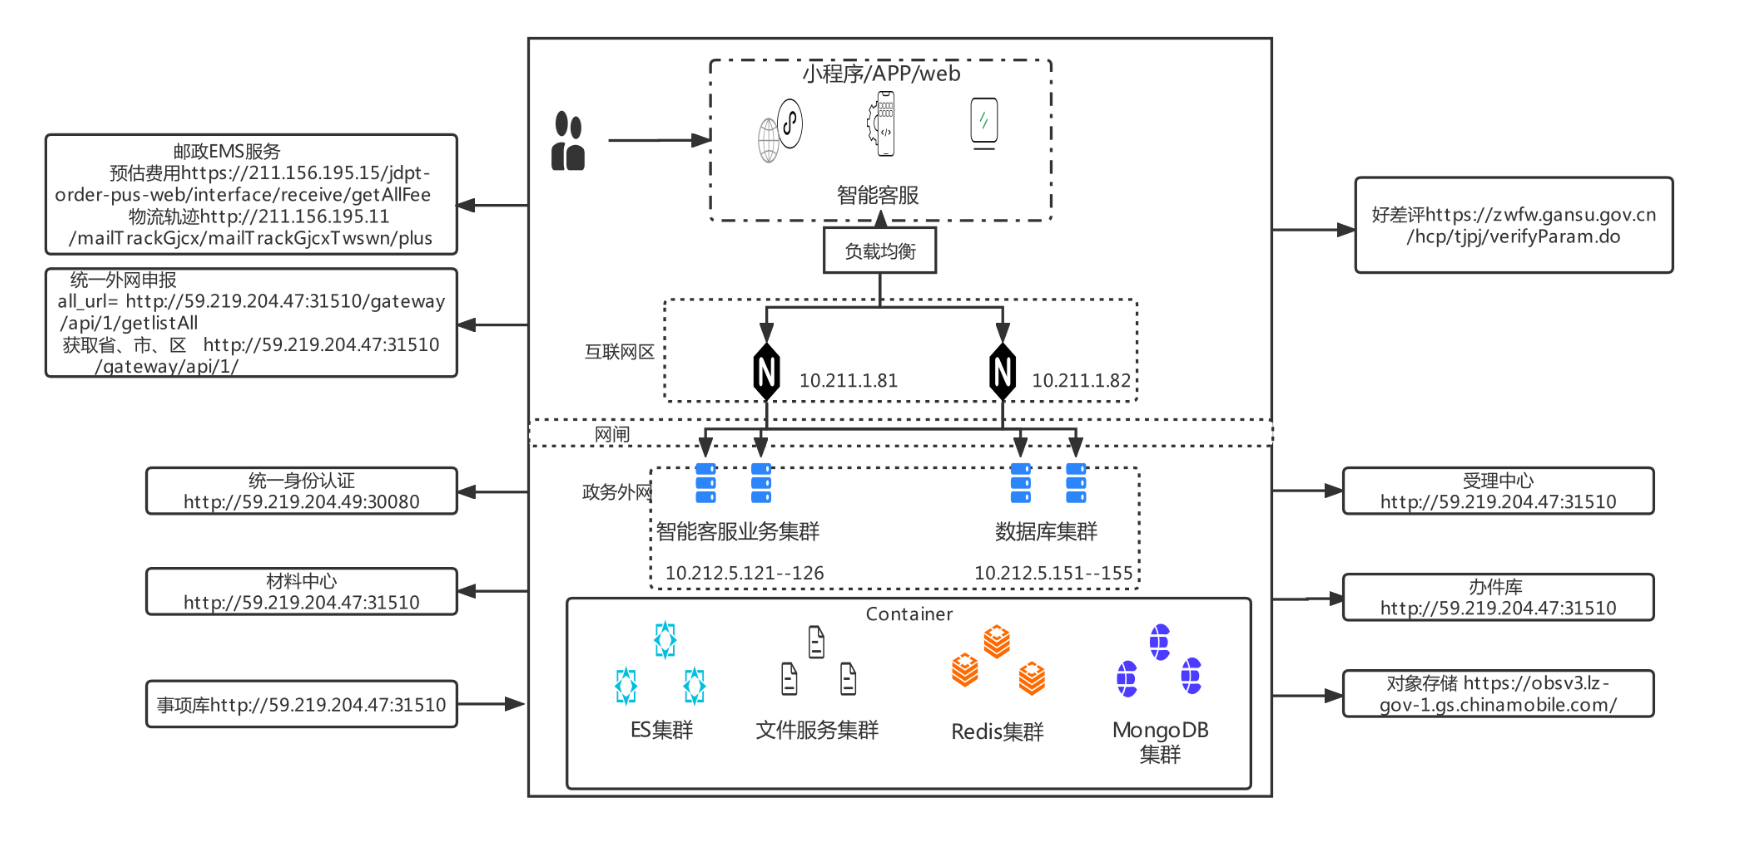 小程序/APP/web
智能客服
负载均衡
邮政EMS服务
预估费用https://211.156.195.15/jdpt-
order-pus-web/interface/receive/getAllFee
物流轨迹http://211.156.195.11
/mailTrackGjcx/mailTrackGjcxTwswn/plus
统一外网申报
all_url= http://59.219.204.47:31510/gateway
/api/1/getlistAll
获取省、市、区 http://59.219.204.47:31510
/gateway/api/1/
好差评https://zwfw.gansu.gov.cn
/hcp/tjpj/verifyParam.do
互联网区
10.211.1.81
10.211.1.82
网闸
统一身份认证
http://59.219.204.49:30080
政务外网
智能客服业务集群
数据库集群
10.212.5.121--126
10.212.5.151--155
受理中心
http://59.219.204.47:31510
材料中心
http://59.219.204.47:31510
办件库
http://59.219.204.47:31510
事项库http://59.219.204.47:31510
Container
ES集群
文件服务集群
Redis集群
MongoDB
集群
对象存储 https://obsv3.lz-
gov-1.gs.chinamobile.com/